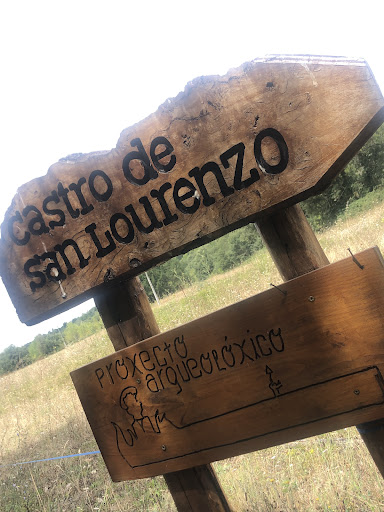 castro de
san Lourenzo
proxecto
arqueolóxico